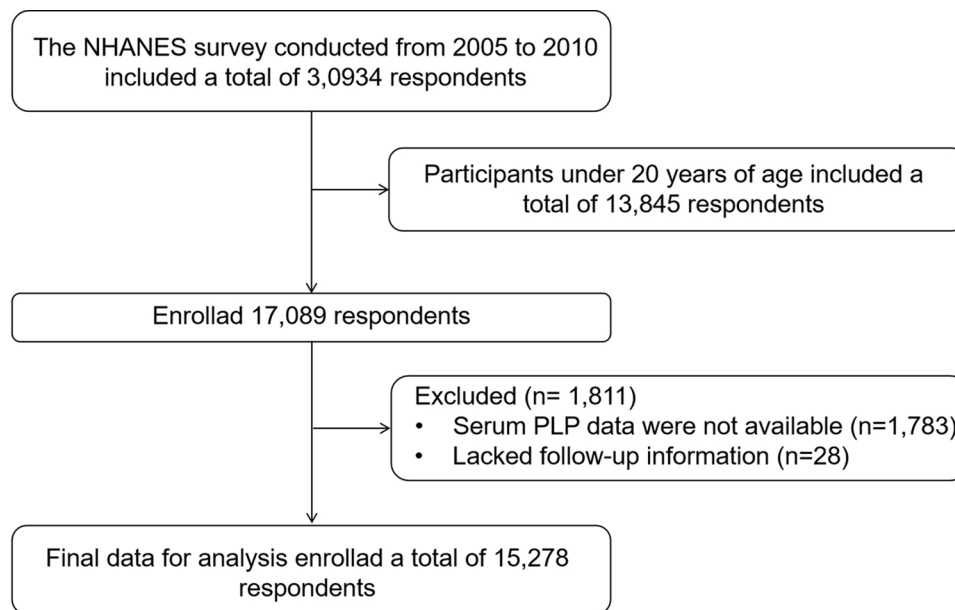 The NHANES survey conducted from 2005 to 2010
included a total of 3,0934 respondents
Participants under 20 years of age included a
total of 13,845 respondents
Enrollad 17,089 respondents
Excluded (n= 1,811)
• Serum PLP data were not available (n=1,783)
• Lacked follow-up information (n=28)
Final data for analysis enrollad a total of 15,278
respondents